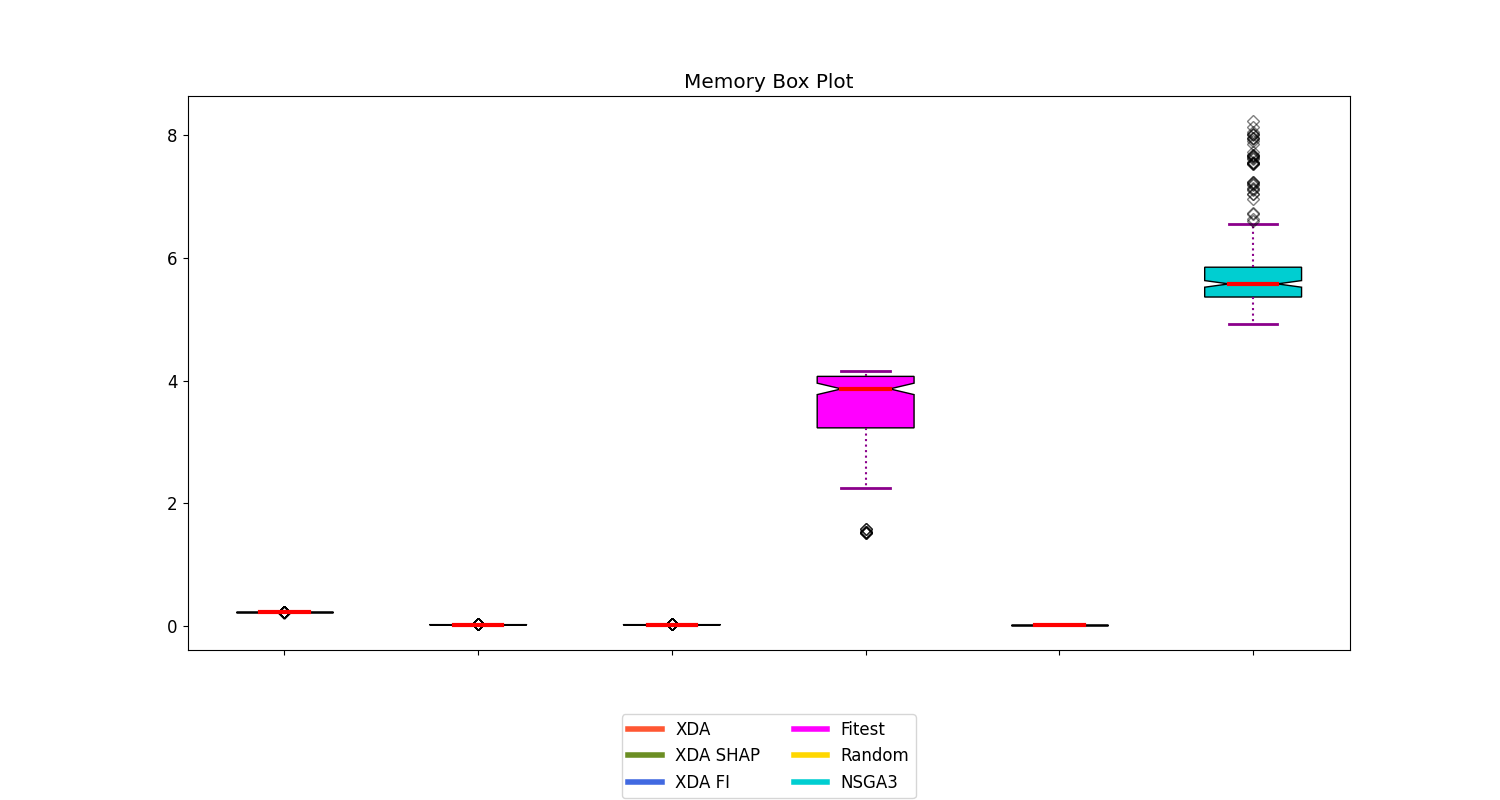 Memory Box Plot
8
6
4
2
0
XDA
XDA SHAP
XDA FI
Fitest
Random
NSGA3